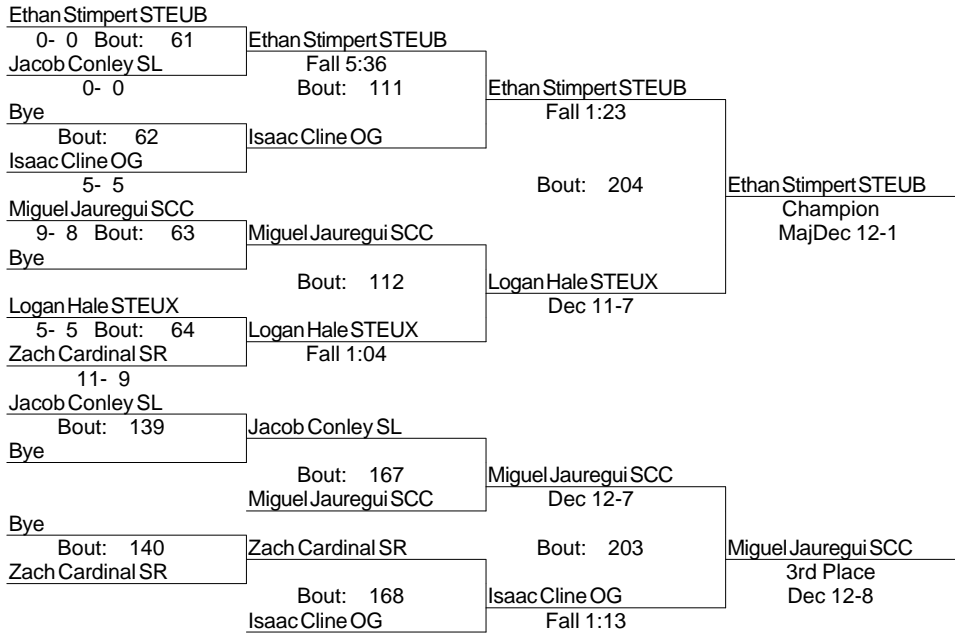 Ethan Stimpert STEUB
0- 0 Bout: 61 Ethan Stimpert STEUB
Jacob Conley SL Fall 5:36
0- 0 Bout: 111 Ethan Stimpert STEUB
Bye Fall 1:23
Bout: 62 Isaac Cline OG
Isaac Cline OG
5- 5 Bout: 204 Ethan Stimpert STEUB
Miguel Jauregui SCC Champion
9- 8 Bout: 63 Miguel Jauregui SCC MajDec 12-1
Bye
Bout: 112 Logan Hale STEUX
Logan Hale STEUX Dec 11-7
5- 5 Bout: 64 Logan Hale STEUX
Zach Cardinal SR Fall 1:04
11- 9
Jacob Conley SL
Bout: 139 Jacob Conley SL
Bye
Bout: 167 Miguel Jauregui SCC
Miguel Jauregui SCC Dec 12-7
Bye
Bout: 140 Zach Cardinal SR Bout: 203 Miguel Jauregui SCC
Zach Cardinal SR 3rd Place
Bout: 168 Isaac Cline OG Dec 12-8
Isaac Cline OG Fall 1:13